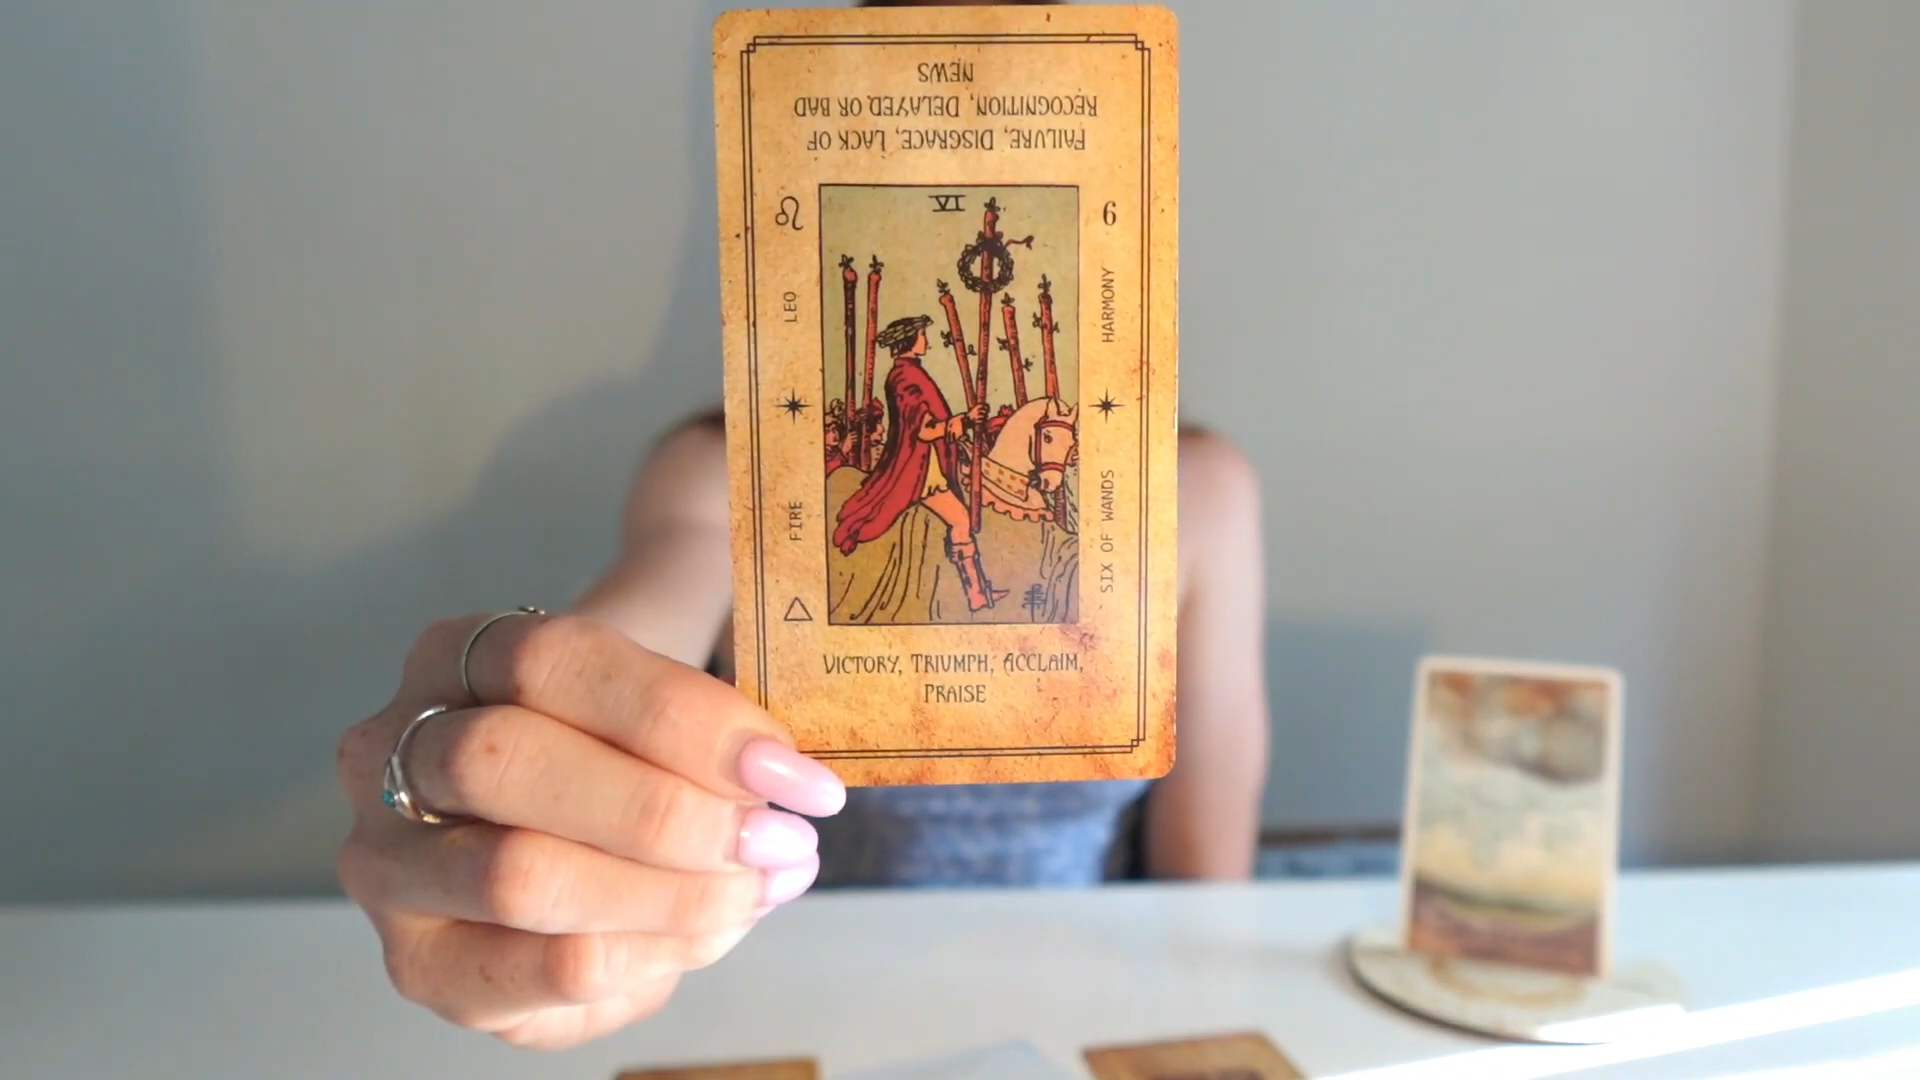 FAILURE, DISGRACE, LACK OF
RECOGNITION, DELAYED OR BAD
NEWS
VI
6
LEO
HARMONY
FIRE
SIX OF WANDS
VICTORY, TRIUMPH, ACCLAIM,
PRAISE